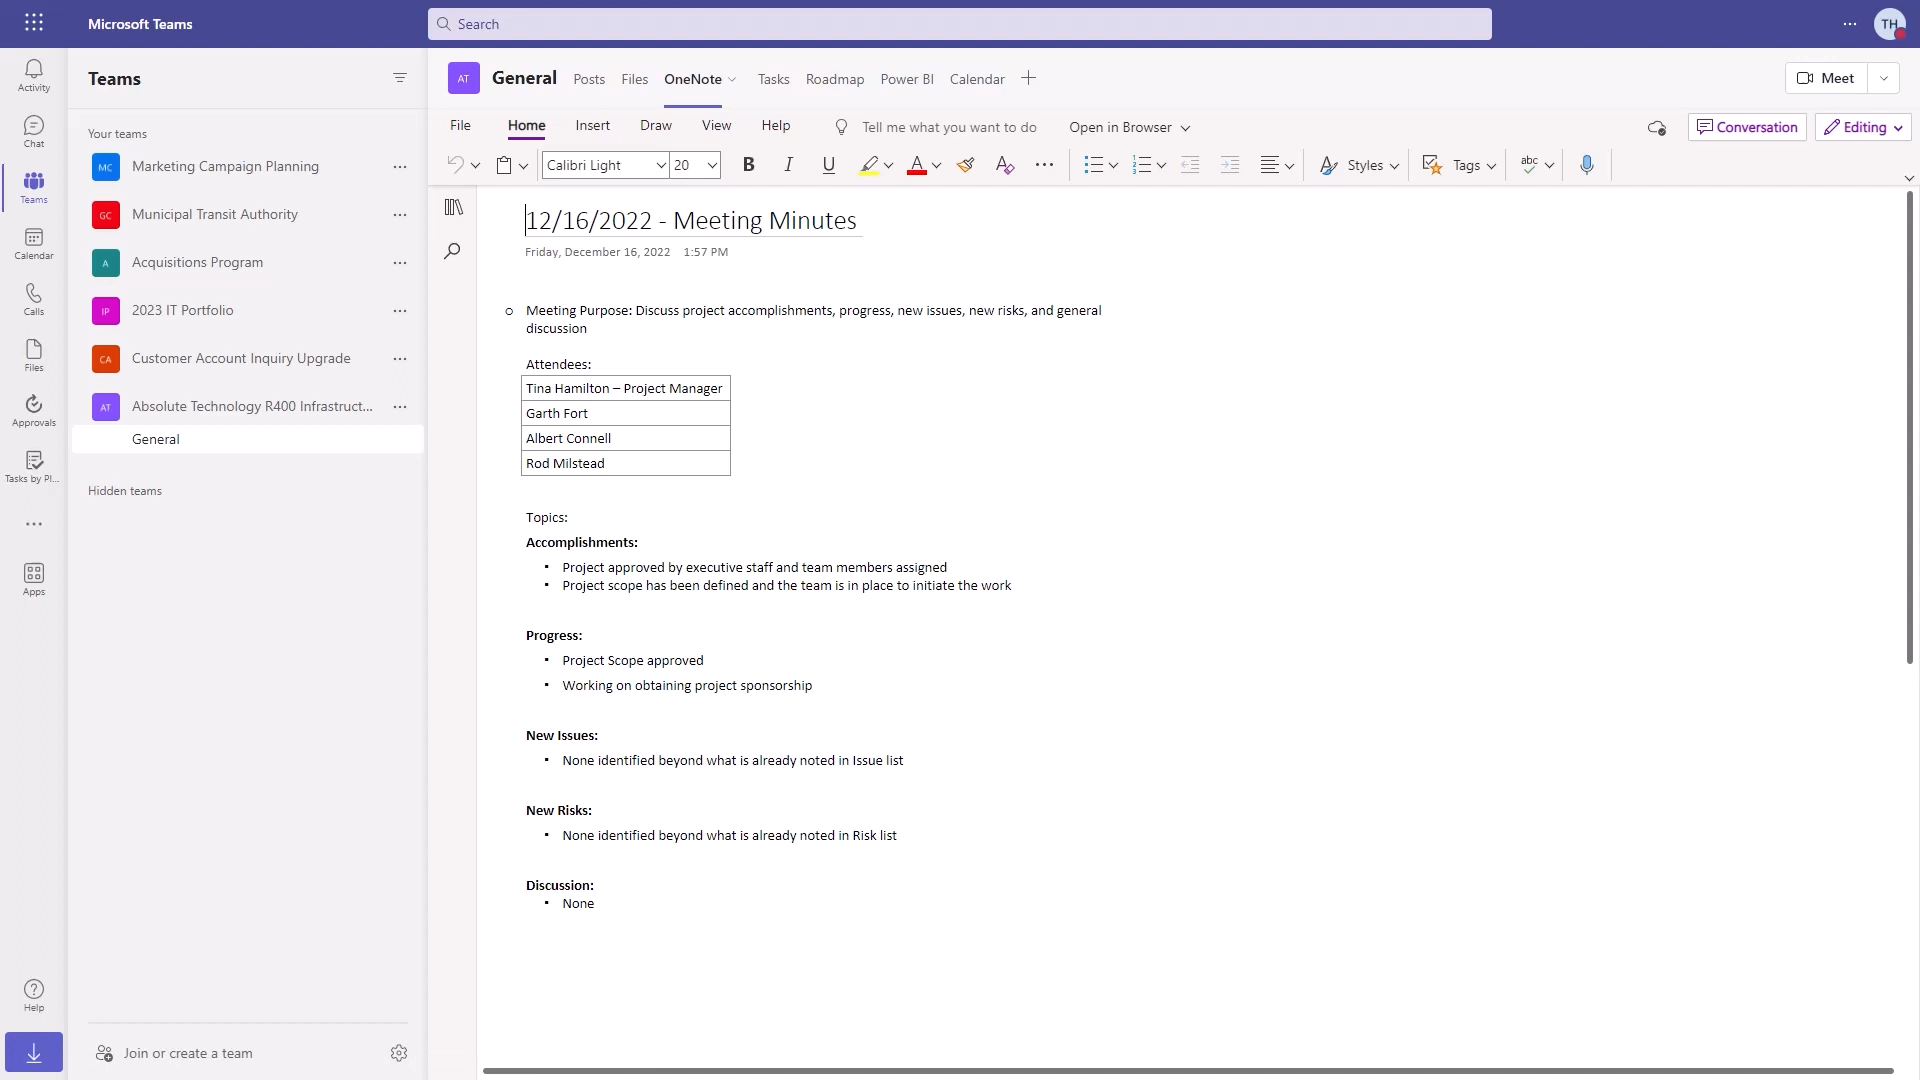 Microsoft Teams
Search
TH
Activity
Chat
Teams
Calendar
Calls
Files
Approvals
Tasks by Pl...
Apps
Help
Teams
Your teams
MC Marketing Campaign Planning
GC Municipal Transit Authority
A Acquisitions Program
IP 2023 IT Portfolio
CA Customer Account Inquiry Upgrade
AT Absolute Technology R400 Infrastruct...
General
Hidden teams
Join or create a team
AT General Posts Files OneNote Tasks Roadmap Power BI Calendar
Meet
File Home Insert Draw View Help Tell me what you want to do Open in Browser
Conversation Editing
Calibri Light 20 B I U A A Styles Tags abc
12/16/2022 - Meeting Minutes
Friday, December 16, 2022 1:57 PM
Meeting Purpose: Discuss project accomplishments, progress, new issues, new risks, and general
discussion
Attendees:
Tina Hamilton – Project Manager
Garth Fort
Albert Connell
Rod Milstead
Topics:
Accomplishments:
Project approved by executive staff and team members assigned
Project scope has been defined and the team is in place to initiate the work
Progress:
Project Scope approved
Working on obtaining project sponsorship
New Issues:
None identified beyond what is already noted in Issue list
New Risks:
None identified beyond what is already noted in Risk list
Discussion:
None